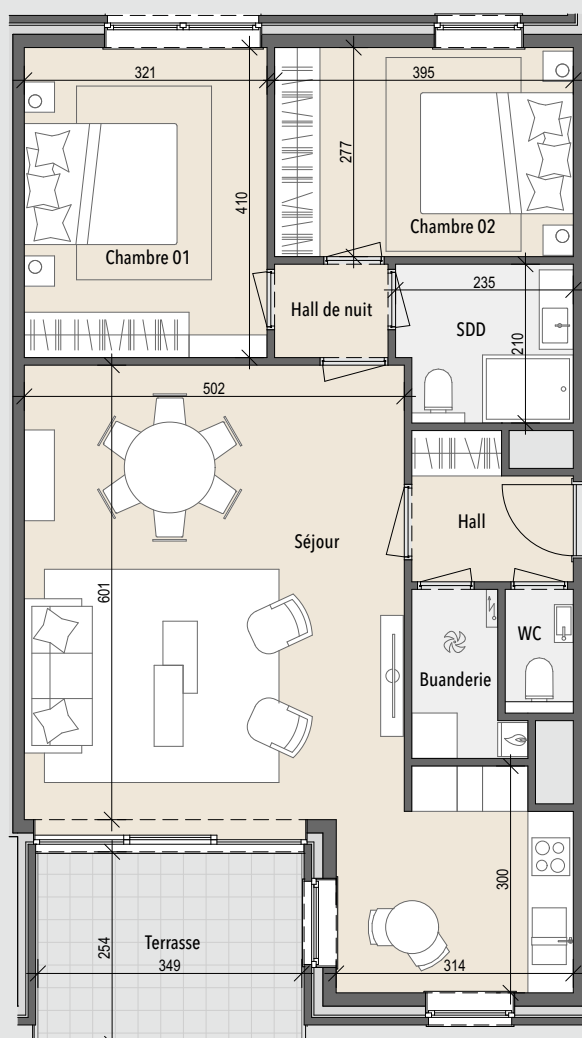 321
395
277
410
Chambre 01
Chambre 02
Hall de nuit
235
SDD
210
502
Hall
Séjour
601
WC
Buanderie
300
Terrasse
254
349
314